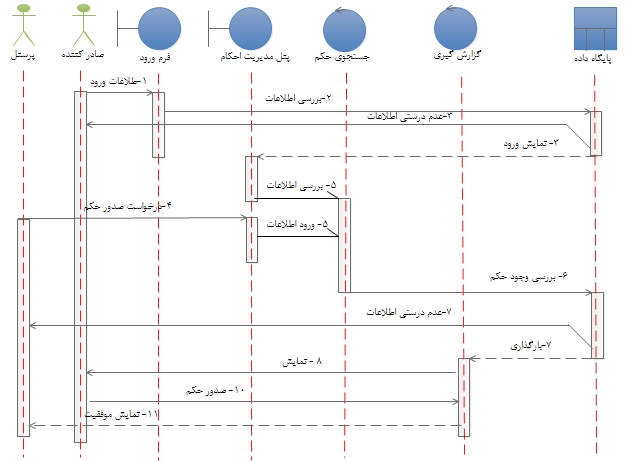 پرسنل
صادر کننده
فرم ورود
پنل مدیریت احکام
جستجوی حکم
گزارش گیری
پایگاه داده
۱-طلاعات ورود
۲-بررسی اطلاعات
۳-عدم درستی اطلاعات
۳- نمایش ورود
۵- بررسی اطلاعات
۴-درخواست صدور حکم
۵- ورود اطلاعات
۶- بررسی وجود حکم
۷-عدم درستی اطلاعات
۷-بارگذاری
۸ - نمایش
۱۰- صدور حکم
۱۱- نمایش موفقیت